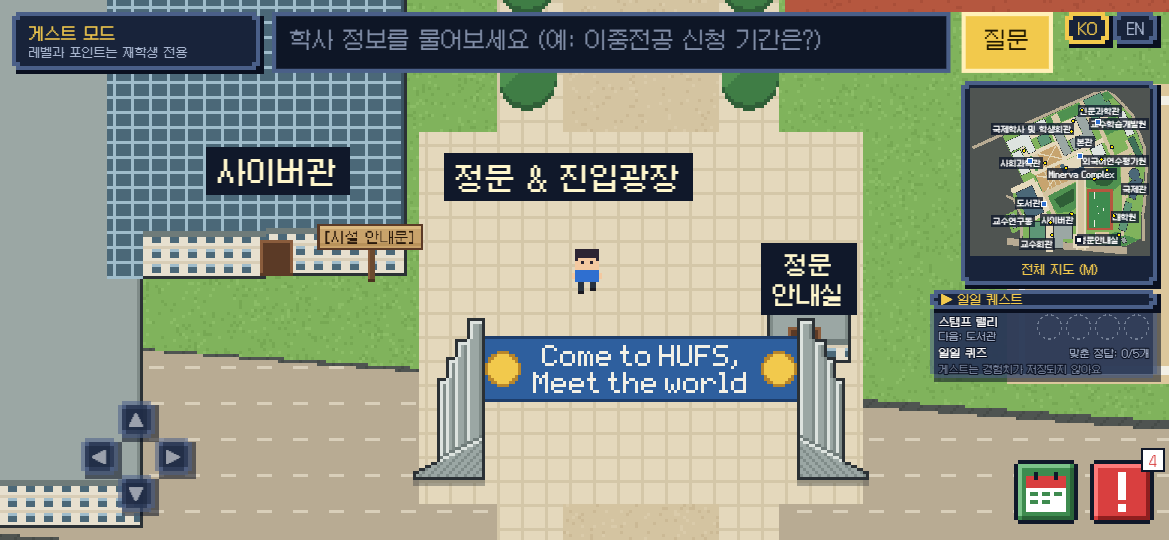 게스트 모드
레벨과 포인트는 재학생 전용
학사 정보를 물어보세요 (예: 이중전공 신청 기간은?)
질문
KO
EN
사이버관
정문 & 진입광장
[시설 안내문]
정문
안내실
Come to HUFS,
Meet the world
인문과학관
교수학습개발원
국제학사 및 학생회관
본관
사회과학관
외국어연수평가원
Minerva Complex
국제관
도서관
대학원
교수연구동
사이버관
교수회관
정문안내실
전체 지도 (M)
▶ 일일 퀘스트
스탬프 랠리
다음: 도서관
일일 퀴즈
맞춘 정답: 0/5개
게스트는 경험치가 저장되지 않아요
4